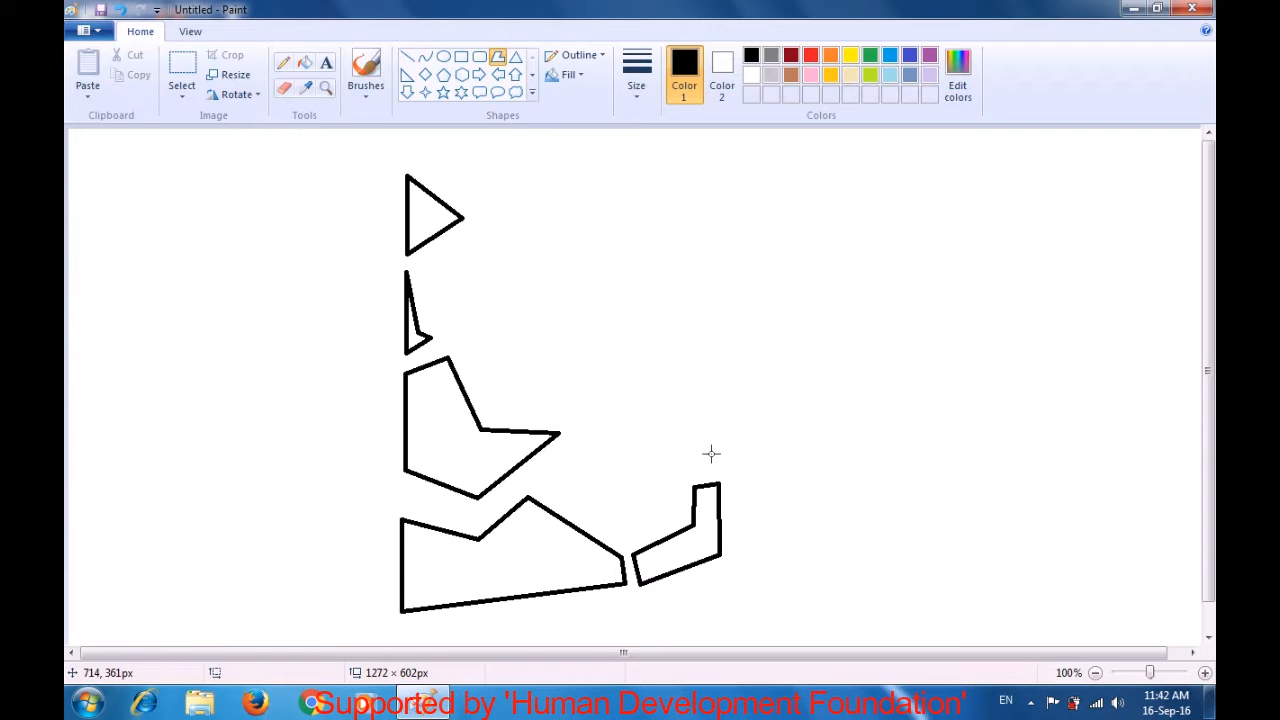 Untitled - Paint
Home View
Paste
Cut
Copy
Clipboard
Select
Crop
Resize
Rotate
Image
A
Tools
Brushes
Outline
Fill
Shapes
Size
Color 1
Color 2
Edit colors
Colors
714, 361px
1272 × 602px
100%
EN
11:42 AM
16-Sep-16
Supported by 'Human Development Foundation'